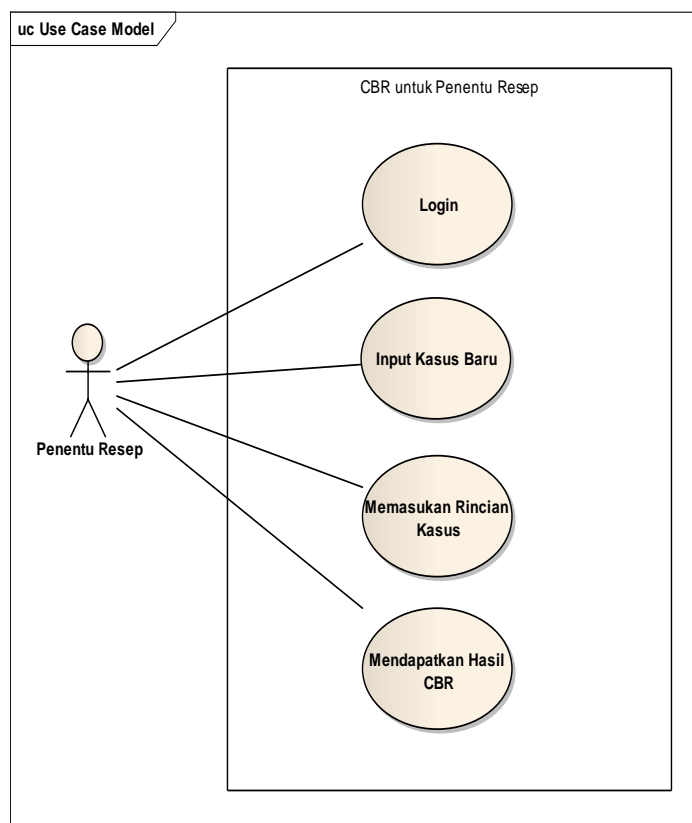 uc Use Case Model
CBR untuk Penentu Resep
Login
Input Kasus Baru
Penentu Resep
Memasukan Rincian
Kasus
Mendapatkan Hasil
CBR